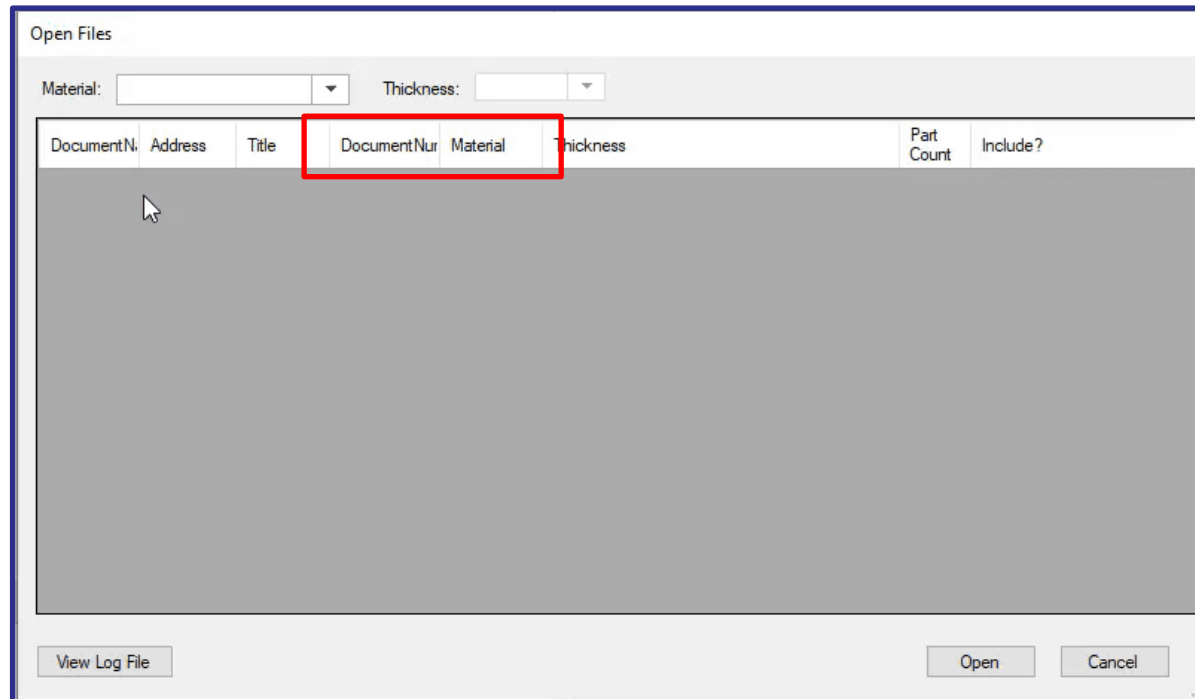 Open Files
Material: Thickness:
DocumentN Address Title DocumentNur Material Thickness Part Count Include?
View Log File Open Cancel